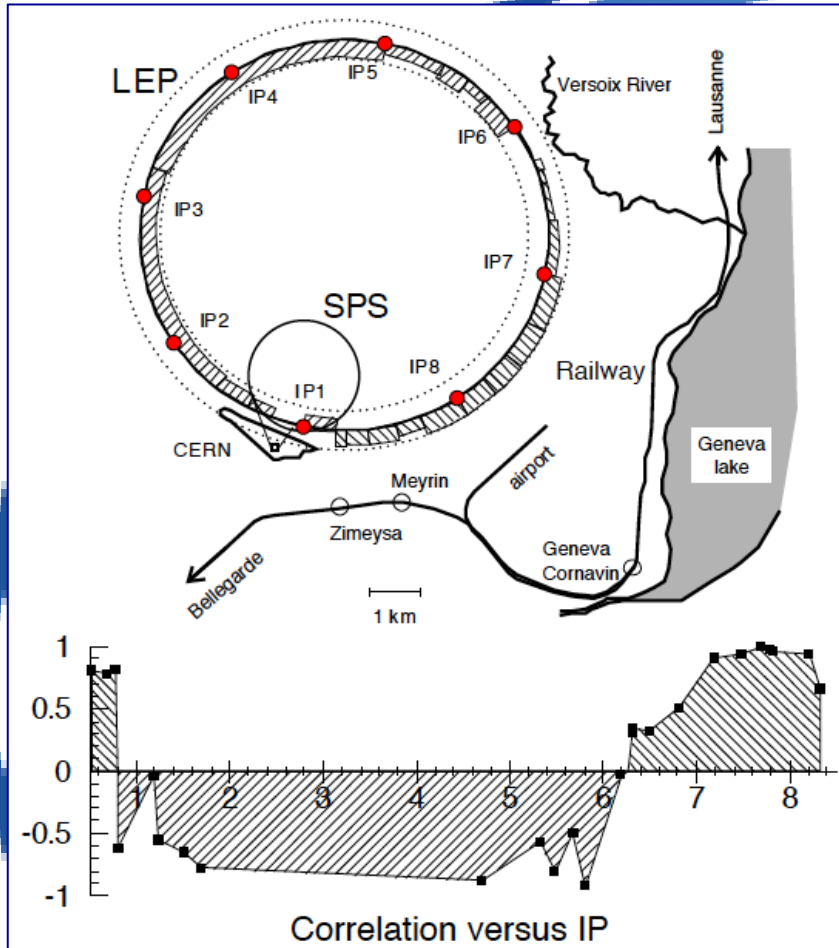 LEP
IP5
Versoix River
Lausanne
IP4
IP6
IP3
IP7
SPS
IP2
IP8
Railway
IP1
CERN
Geneva
lake
Meyrin
airport
Zimeysa
Geneva
Cornavin
Bellegarde
1 km
1
0.5
0
1 2 3 4 5 6 7 8
-0.5
-1
Correlation versus IP